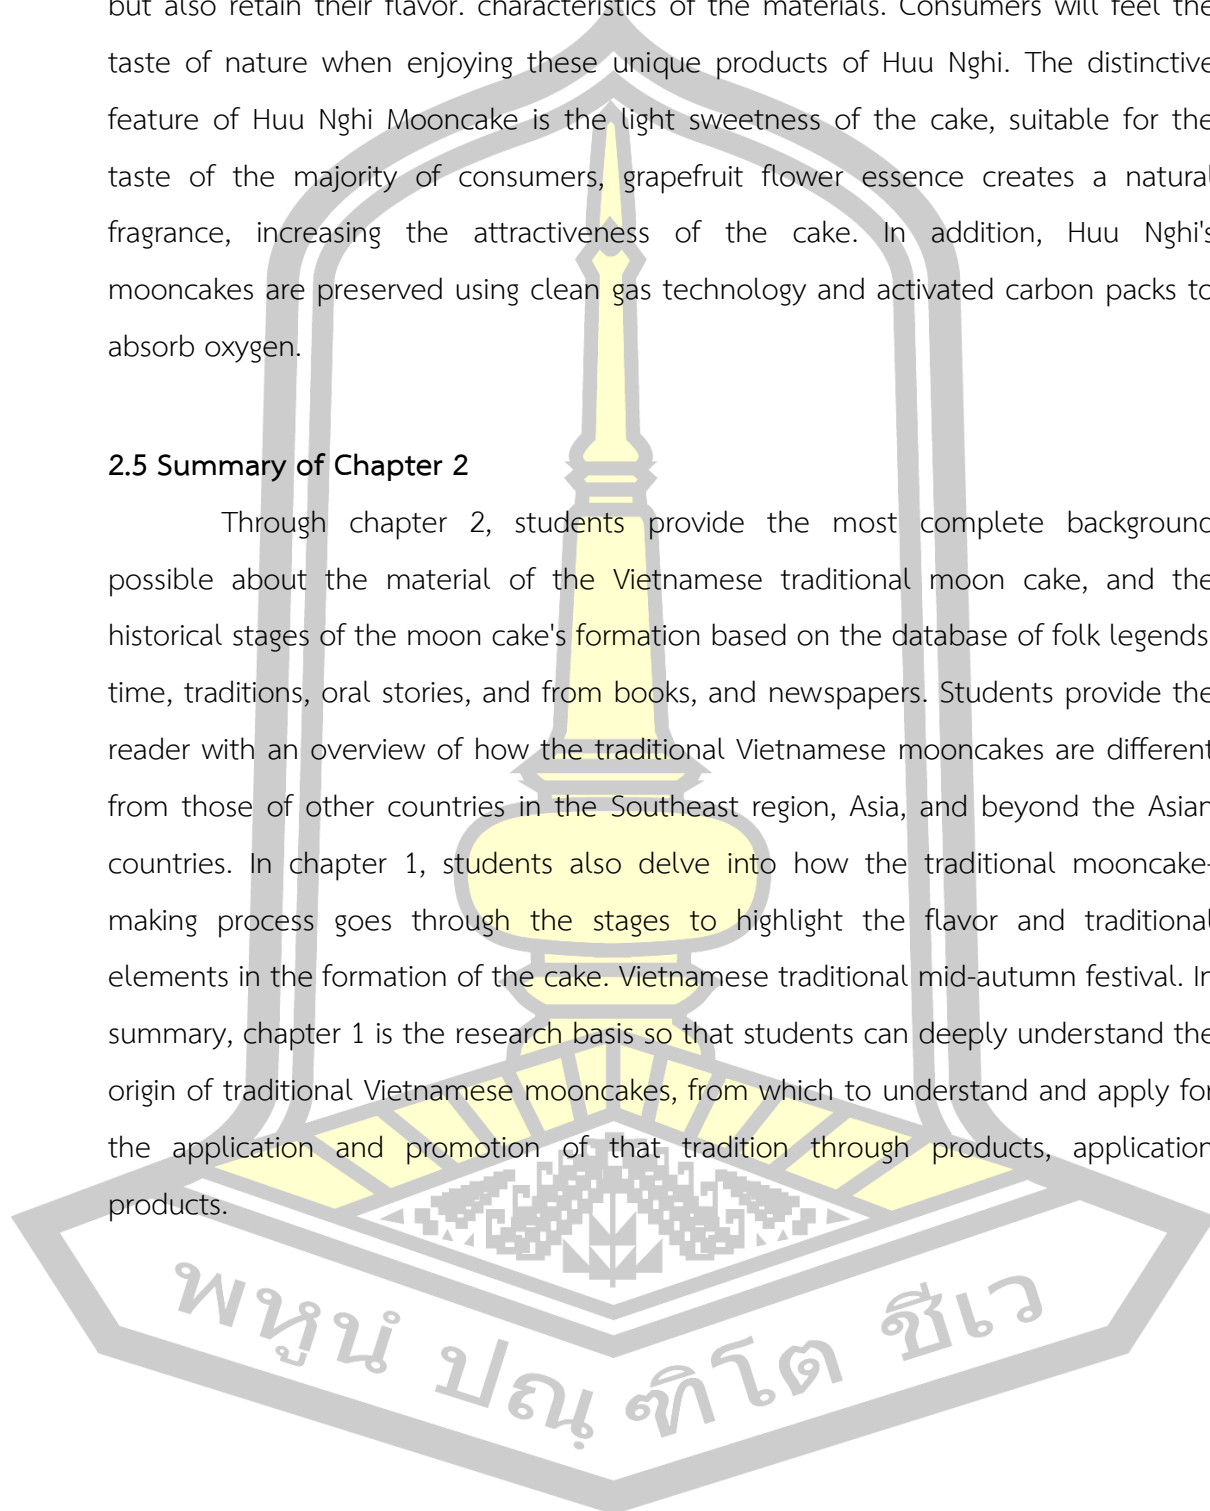 but also retain their flavor. characteristics of the materials. Consumers will feel the
taste of nature when enjoying these unique products of Huu Nghi. The distinctive
feature of Huu Nghi Mooncake is the light sweetness of the cake, suitable for the
taste of the majority of consumers, grapefruit flower essence creates a natural
fragrance, increasing the attractiveness of the cake. In addition, Huu Nghi's
mooncakes are preserved using clean gas technology and activated carbon packs to
absorb oxygen.
2.5 Summary of Chapter 2
Through chapter 2, students provide the most complete background
possible about the material of the Vietnamese traditional moon cake, and the
historical stages of the moon cake's formation based on the database of folk legends
time, traditions, oral stories, and from books, and newspapers. Students provide the
reader with an overview of how the traditional Vietnamese mooncakes are different
from those of other countries in the Southeast region, Asia, and beyond the Asian
countries. In chapter 1, students also delve into how the traditional mooncake-
making process goes through the stages to highlight the flavor and traditional
elements in the formation of the cake. Vietnamese traditional mid-autumn festival. In
summary, chapter 1 is the research basis so that students can deeply understand the
origin of traditional Vietnamese mooncakes, from which to understand and apply for
the application and promotion of that tradition through products, application
products.
พหูนํ ปณฺฑิโต ชีเว